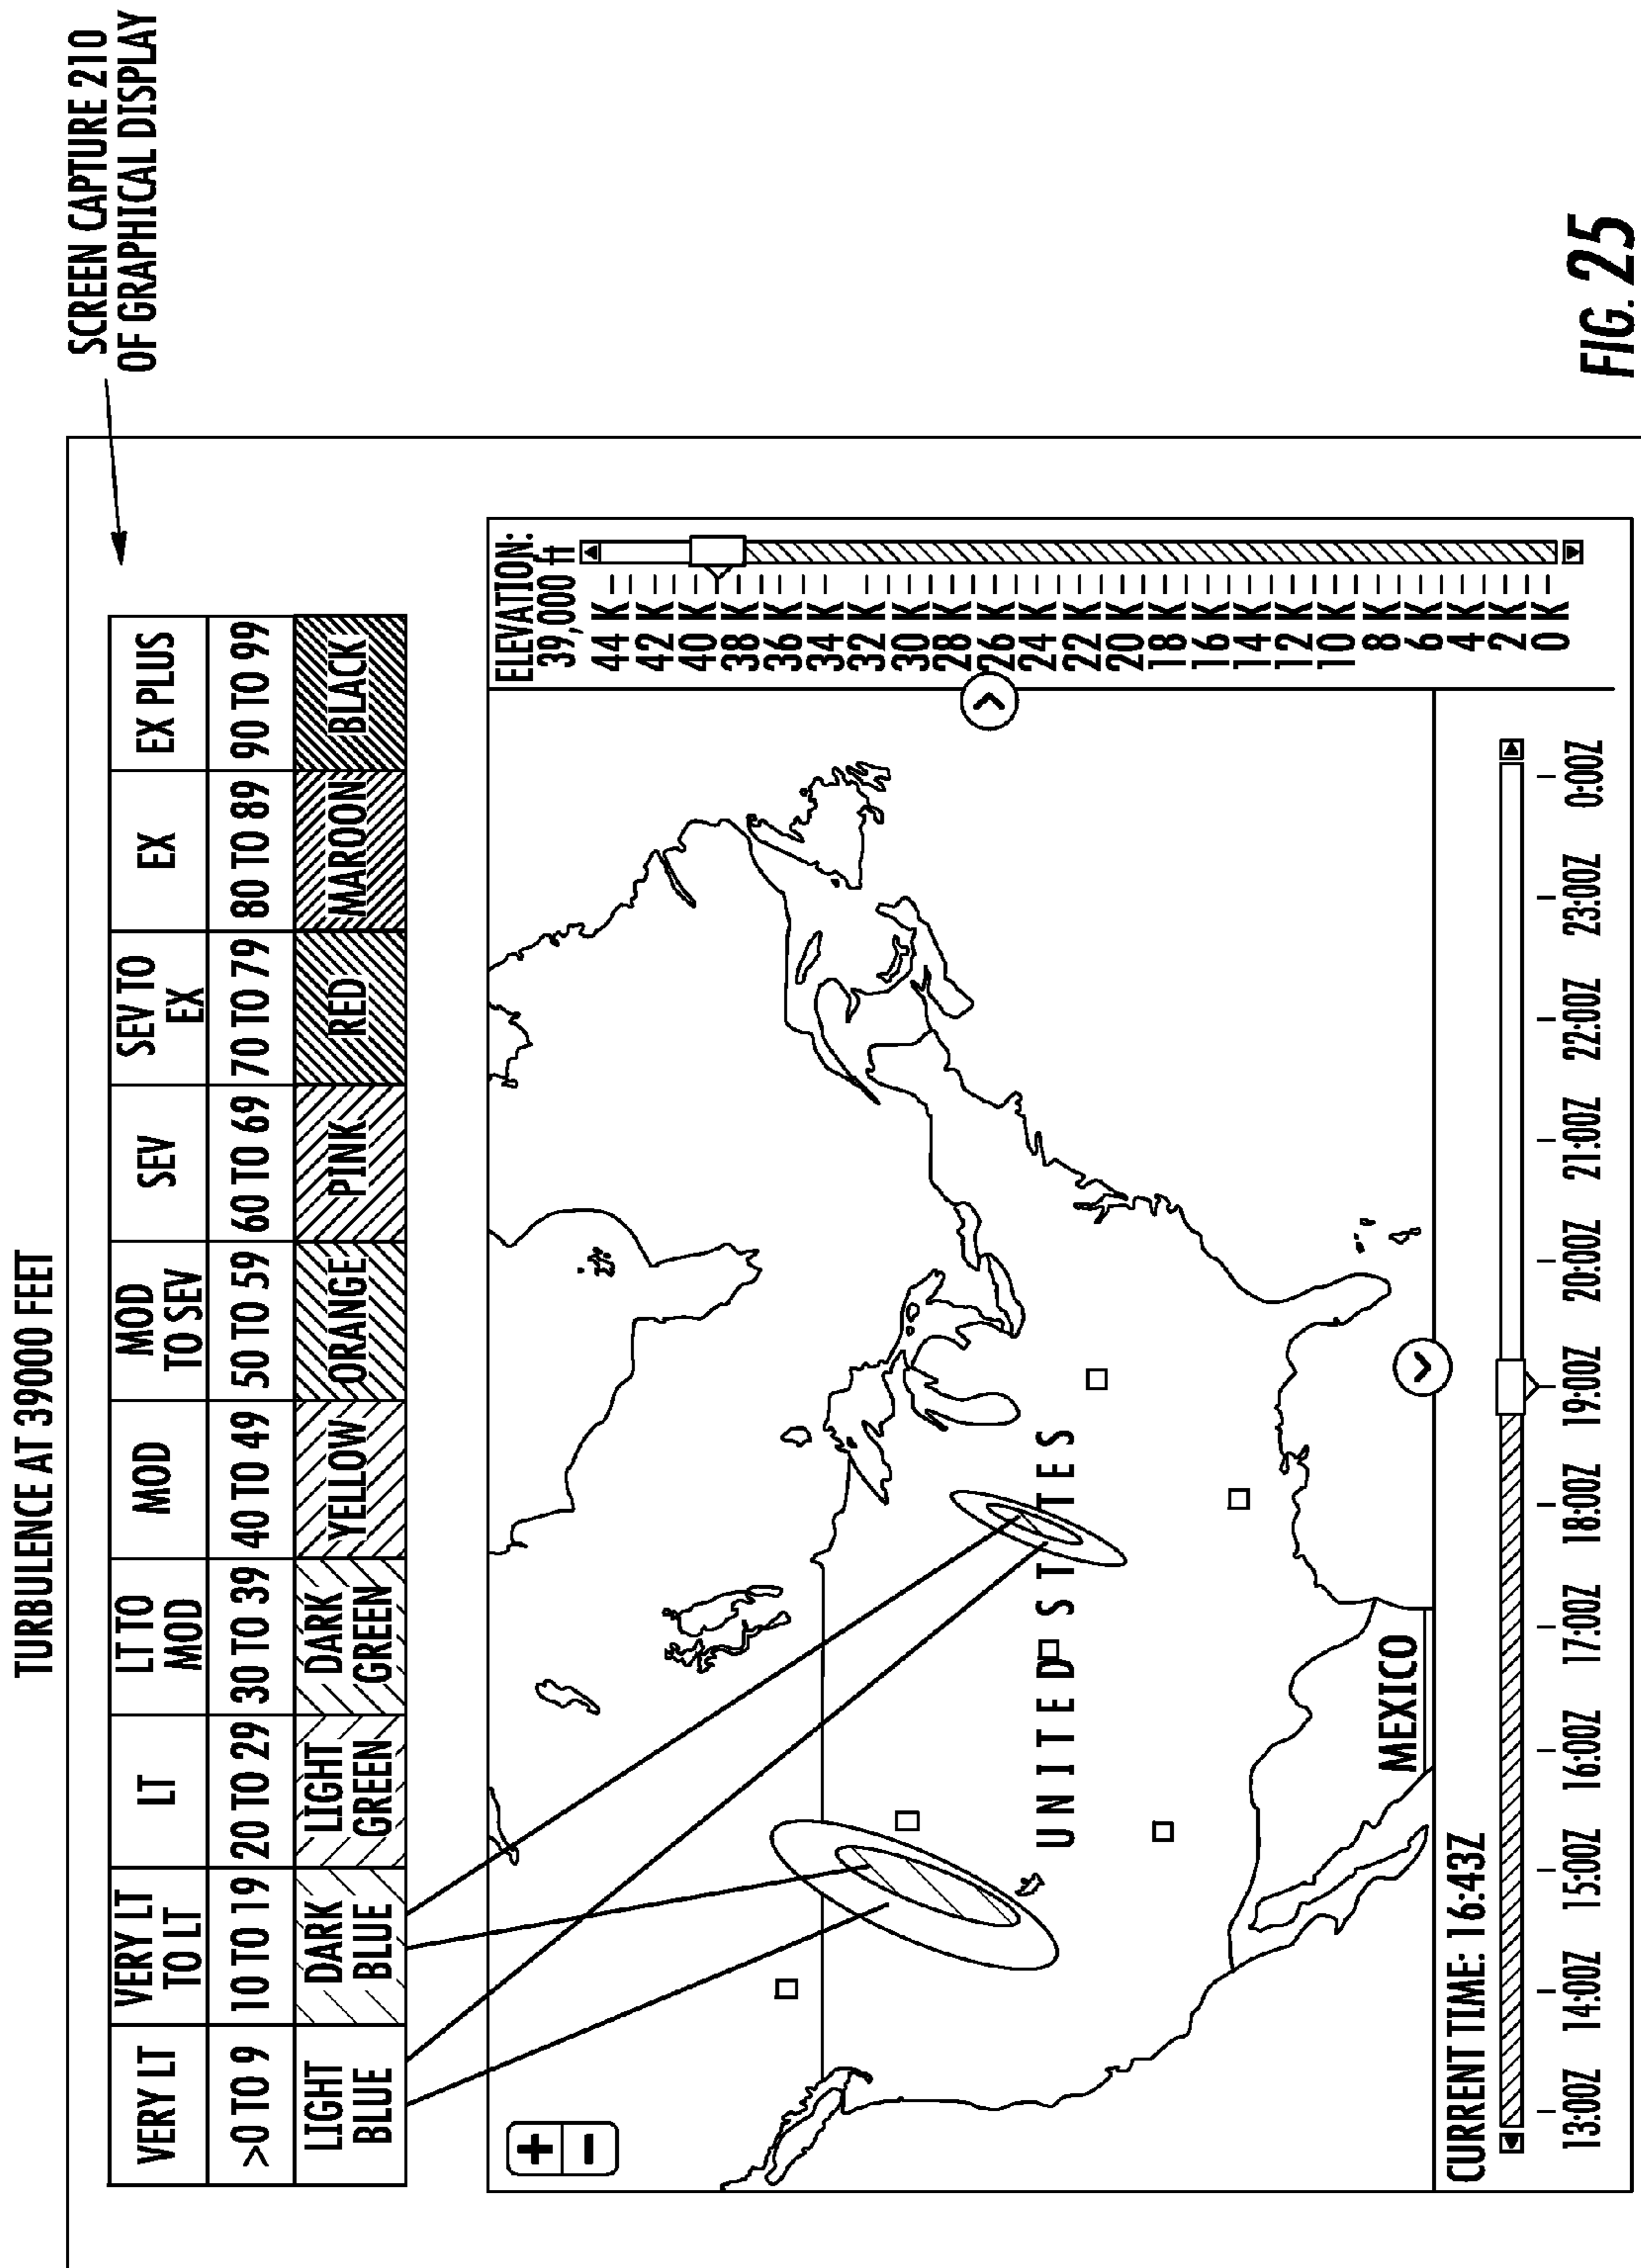 TURBULENCE AT 39000 FEET
SCREEN CAPTURE 210
OF GRAPHICAL DISPLAY
VERY LT
VERY LT
TO LT
LT
LT TO
MOD
MOD
MOD
TO SEV
SEV
SEV TO
EX
EX
EX PLUS
>0 TO 9
10 TO 19
20 TO 29
30 TO 39
40 TO 49
50 TO 59
60 TO 69
70 TO 79
80 TO 89
90 TO 99
LIGHT
BLUE
DARK
BLUE
LIGHT
GREEN
DARK
GREEN
YELLOW
ORANGE
PINK
RED
MAROON
BLACK
+
−
ELEVATION:
39,000 ft
44 K
42 K
40 K
38 K
36 K
34 K
32 K
30 K
28 K
26 K
24 K
22 K
20 K
18 K
16 K
14 K
12 K
10 K
8 K
6 K
4 K
2 K
0 K
UNITED STATES
MEXICO
CURRENT TIME: 16:43Z
13:00Z 14:00Z 15:00Z 16:00Z 17:00Z 18:00Z 19:00Z 20:00Z 21:00Z 22:00Z 23:00Z 0:00Z
FIG. 25